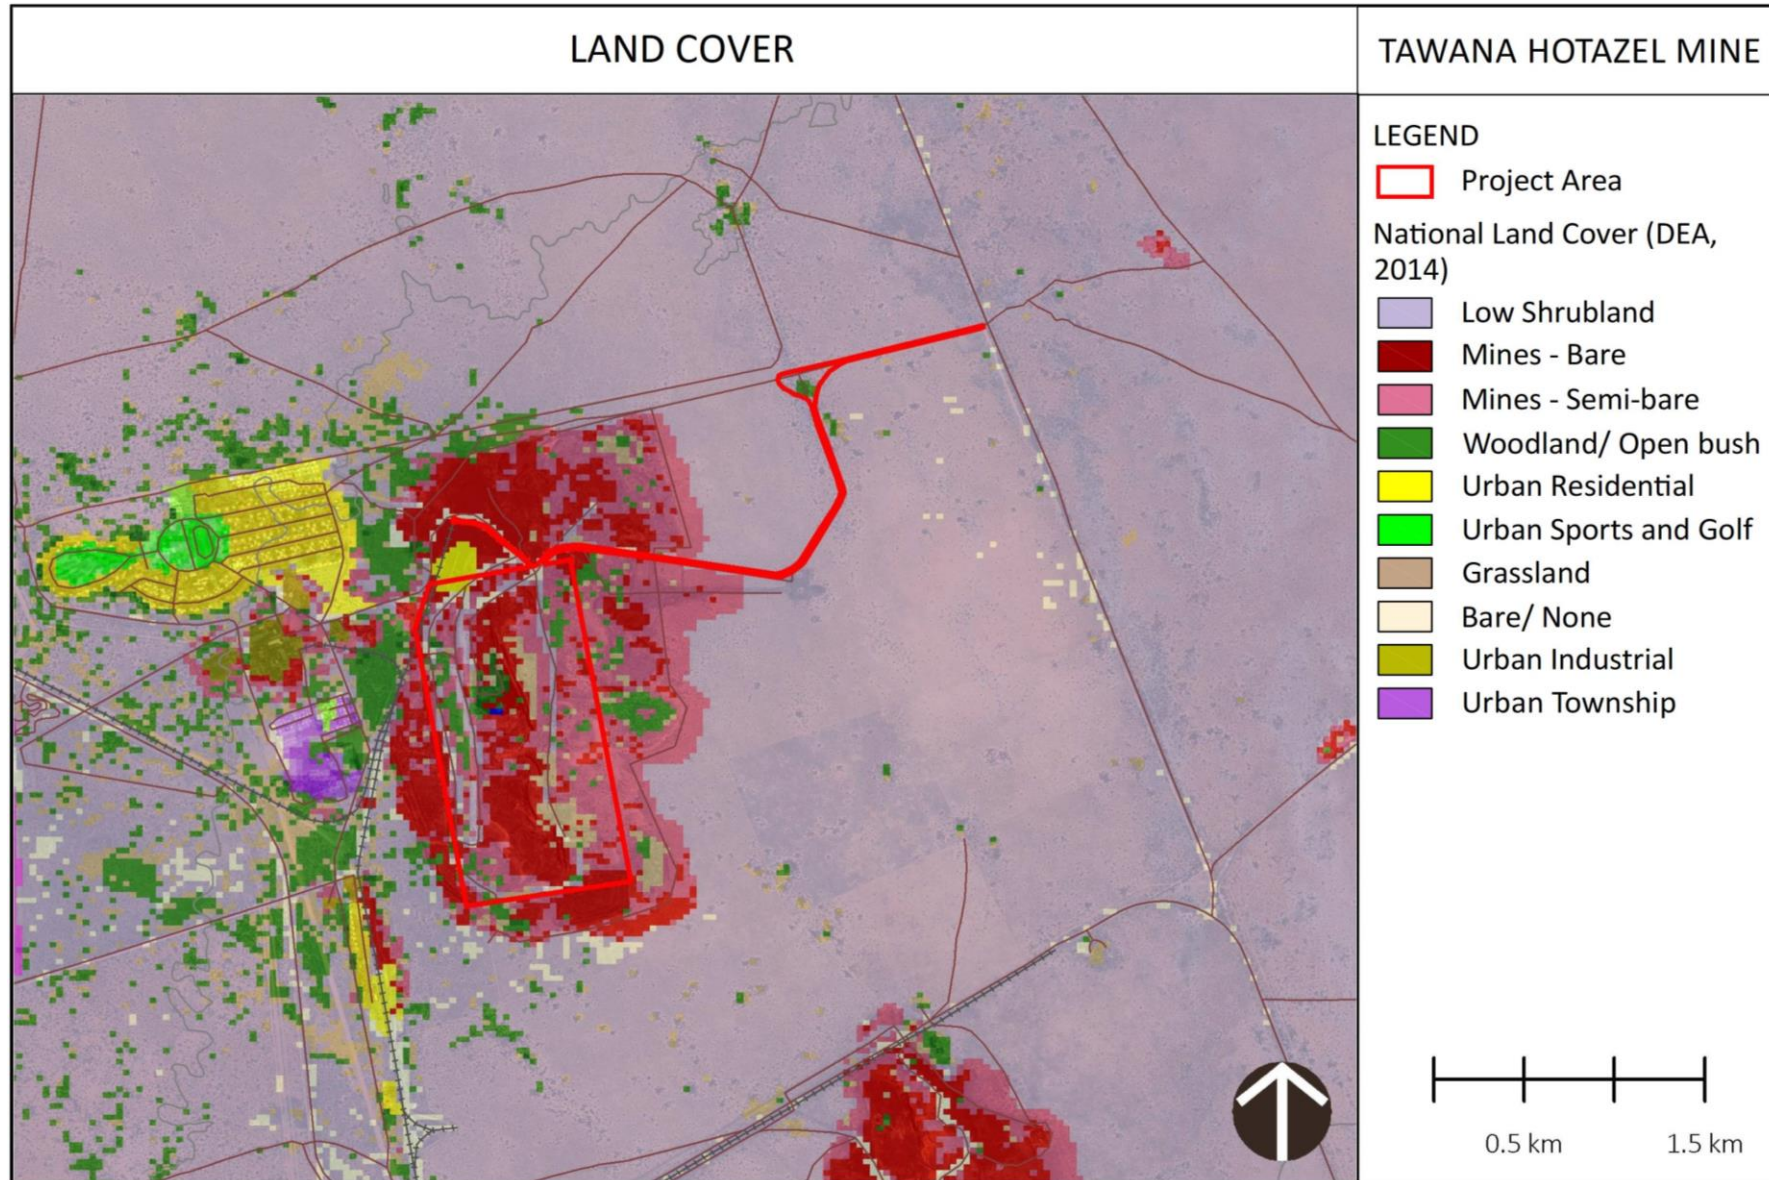 LAND COVER
TAWANA HOTAZEL MINE
LEGEND
Project Area
National Land Cover (DEA,
2014)
Low Shrubland
Mines - Bare
Mines - Semi-bare
Woodland/ Open bush
Urban Residential
Urban Sports and Golf
Grassland
Bare/ None
Urban Industrial
Urban Township
0.5 km
1.5 km